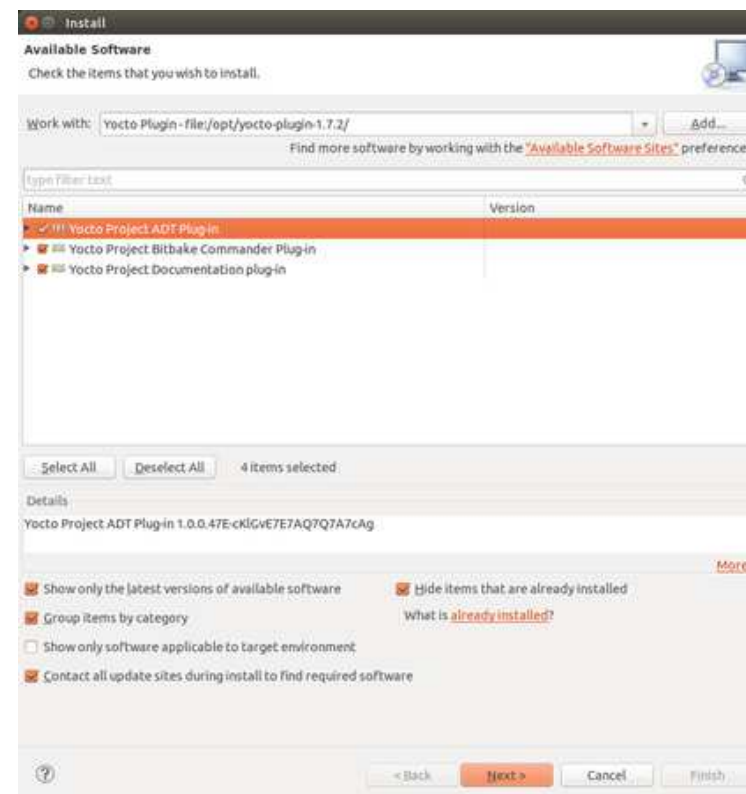 Install
Available Software
Check the items that you wish to install.
Work with: Yocto Plugin - file:/opt/yocto-plugin-1.7.2/ Add...
Find more software by working with the "Available Software Sites" preference
type filter text
Name Version
Yocto Project ADT Plug-in
Yocto Project Bitbake Commander Plug-in
Yocto Project Documentation plug-in
Select All Deselect All 4 items selected
Details
Yocto Project ADT Plug-in 1.0.0.47E-cKlGvE7E7AQ7Q7A7cAg
More
Show only the latest versions of available software Hide items that are already installed
Group items by category What is already installed?
Show only software applicable to target environment
Contact all update sites during install to find required software
< Back Next > Cancel Finish